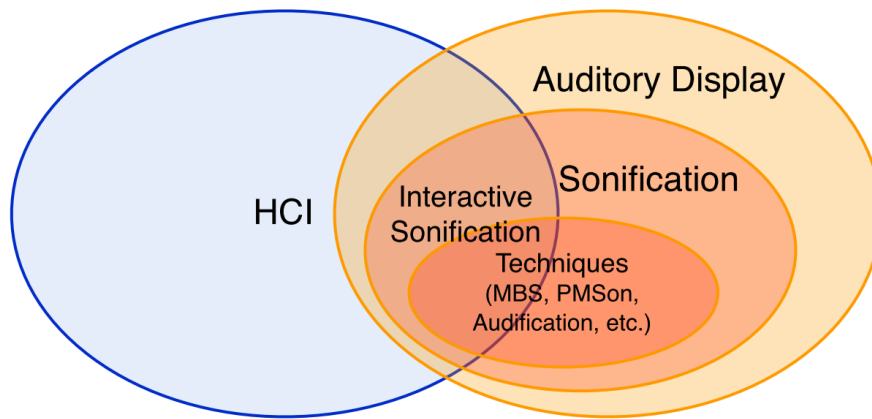 Auditory Display
Sonification
HCI
Interactive
Sonification
Techniques
(MBS, PMSon,
Audification, etc.)